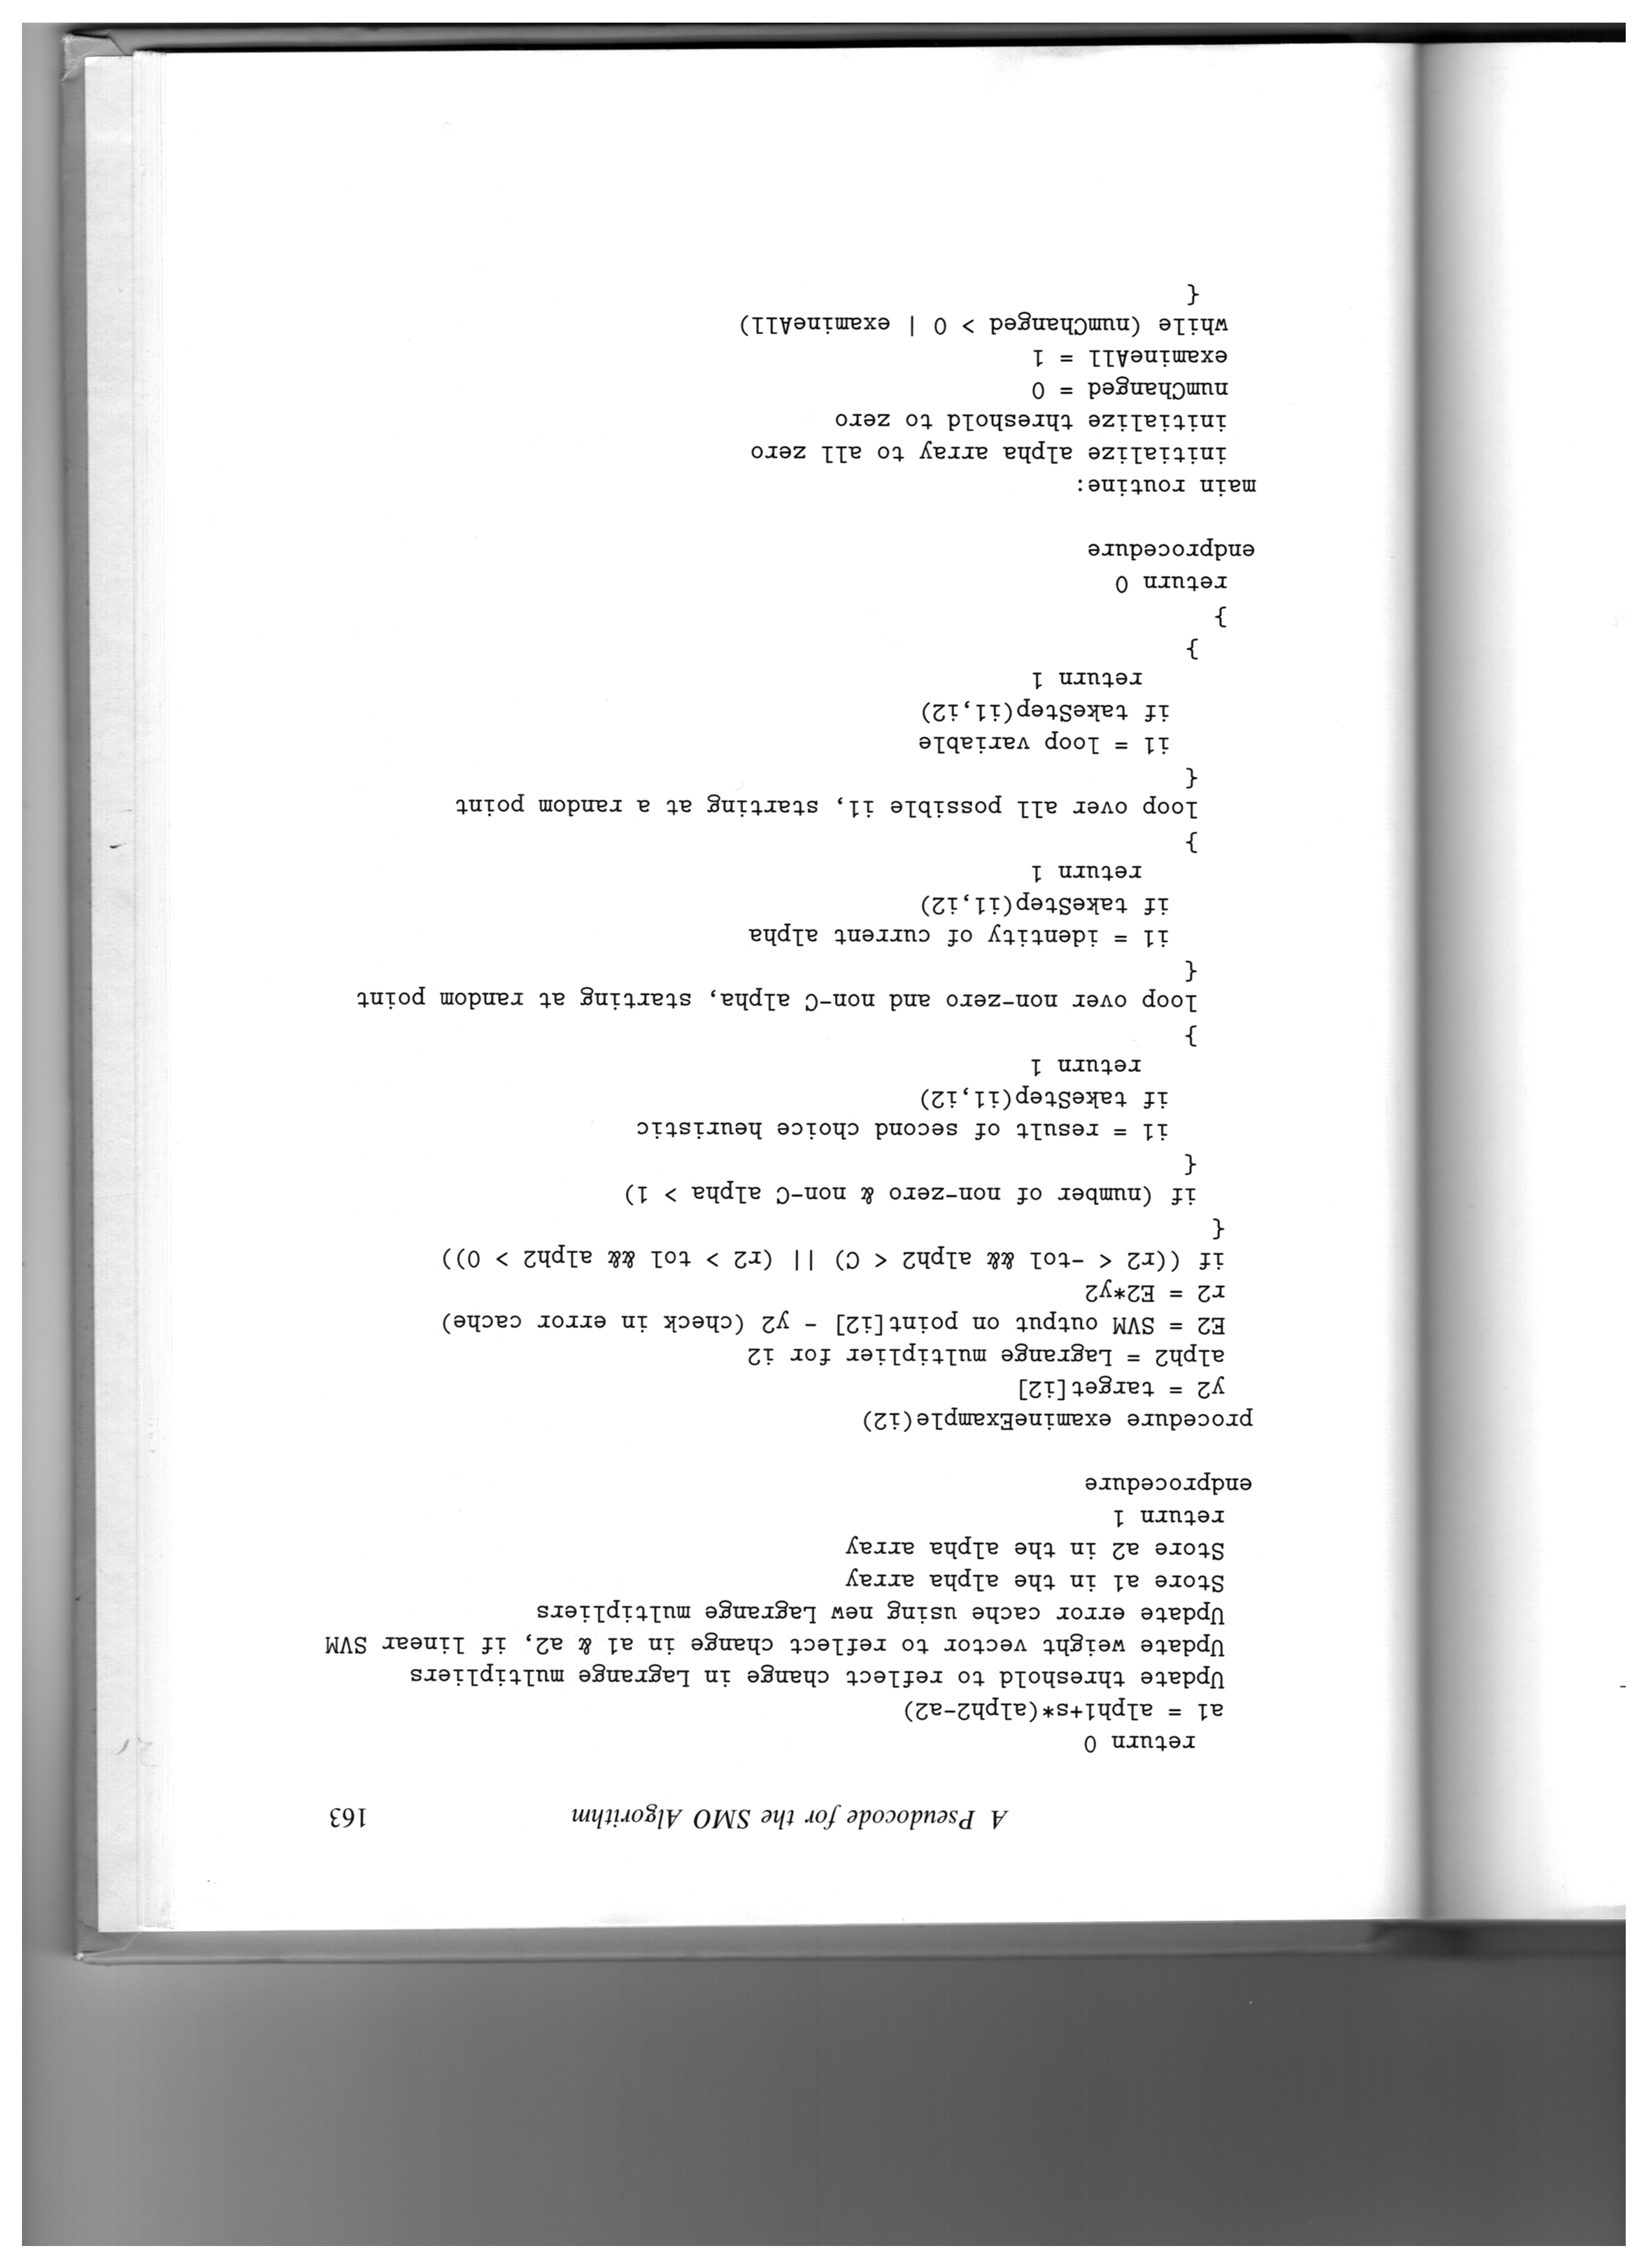 A Pseudocode for the SMO Algorithm 163
return 0
a1 = alph1+s*(alph2-a2)
Update threshold to reflect change in Lagrange multipliers
Update weight vector to reflect change in a1 & a2, if linear SVM
Update error cache using new Lagrange multipliers
Store a1 in the alpha array
Store a2 in the alpha array
return 1
endprocedure
procedure examineExample(i2)
y2 = target[i2]
alph2 = Lagrange multiplier for i2
E2 = SVM output on point[i2] - y2 (check in error cache)
r2 = E2*y2
if ((r2 < -tol && alph2 < C) || (r2 > tol && alph2 > 0))
{
if (number of non-zero & non-C alpha > 1)
{
i1 = result of second choice heuristic
if takeStep(i1,i2)
return 1
}
loop over non-zero and non-C alpha, starting at random point
{
i1 = identity of current alpha
if takeStep(i1,i2)
return 1
}
loop over all possible i1, starting at a random point
{
i1 = loop variable
if takeStep(i1,i2)
return 1
}
}
return 0
endprocedure
main routine:
initialize alpha array to all zero
initialize threshold to zero
numChanged = 0
examineAll = 1
while (numChanged > 0 | examineAll)
{